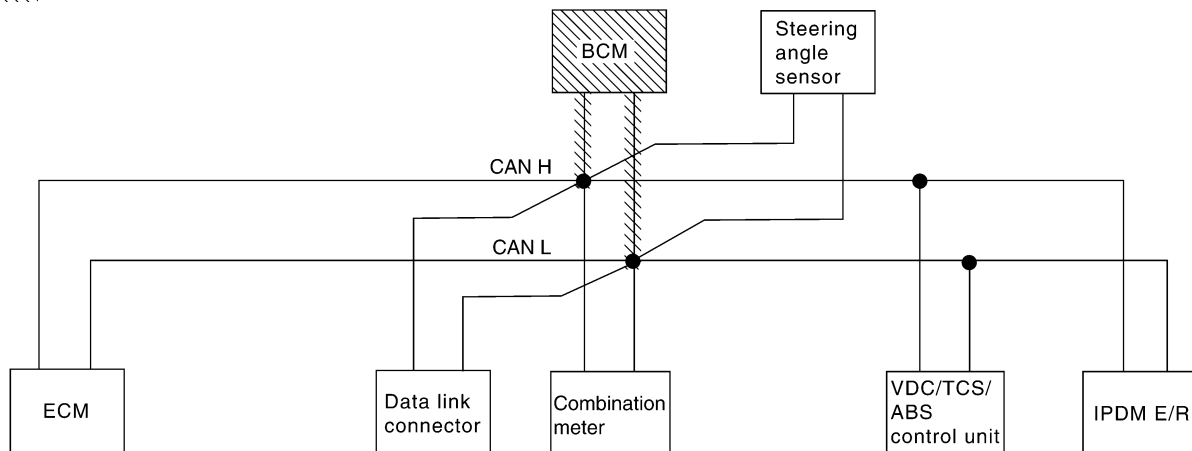 BCM
Steering
angle
sensor
CAN H
CAN L
ECM
Data link
connector
Combination
meter
VDC/TCS/
ABS
control unit
IPDM E/R